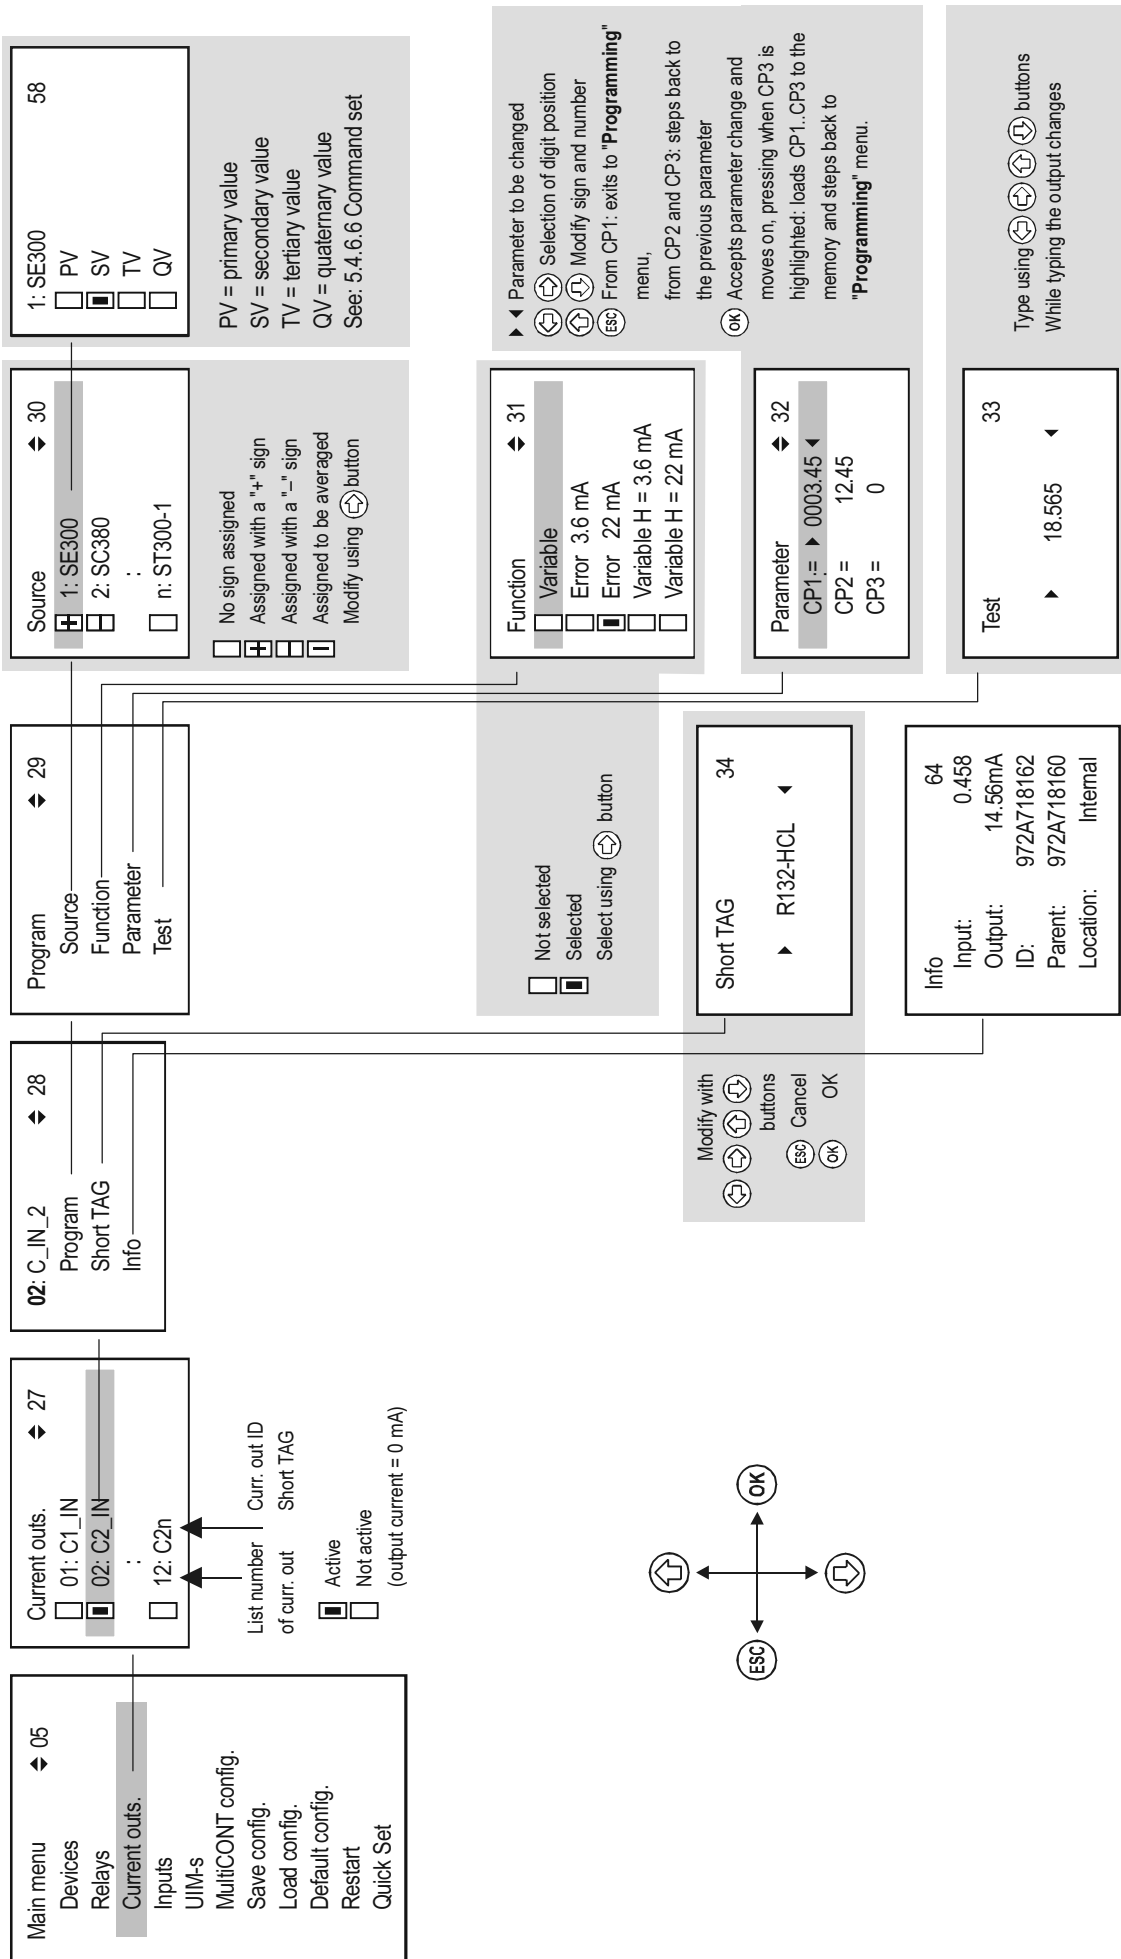 Main menu 05
Devices
Relays
Current outs.
Inputs
UIM-s
MultiCONT config.
Save config.
Load config.
Default config.
Restart
Quick Set
Current outs. 27
01: C1_IN
02: C2_IN
:
12: C2n
List number
of curr. out
Curr. out ID
Short TAG
Active
Not active
(output current = 0 mA)
02: C_IN_2 28
Program
Short TAG
Info
Program 29
Source
Function
Parameter
Test
Source 30
1: SE300
2: SC380
:
n: ST300-1
No sign assigned
Assigned with a "+" sign
Assigned with a "–" sign
Assigned to be averaged
Modify using button
1: SE300 58
PV
SV
TV
QV
PV = primary value
SV = secondary value
TV = tertiary value
QV = quaternary value
See: 5.4.6.6 Command set
Not selected
Selected
Select using button
Function 31
Variable
Error 3.6 mA
Error 22 mA
Variable H = 3.6 mA
Variable H = 22 mA
Parameter to be changed
Selection of digit position
Modify sign and number
ESC From CP1: exits to "Programming"
menu,
from CP2 and CP3: steps back to
the previous parameter
OK Accepts parameter change and
moves on, pressing when CP3 is
highlighted: loads CP1..CP3 to the
memory and steps back to
"Programming" menu.
Modify with
buttons
ESC Cancel
OK OK
Short TAG 34
R132-HCL
Parameter 32
CP1:= 0003.45
CP2 = 12.45
CP3 = 0
Info 64
Input: 0.458
Output: 14.56mA
ID: 972A718162
Parent: 972A718160
Location: Internal
Test 33
18.565
Type using buttons
While typing the output changes
ESC
OK